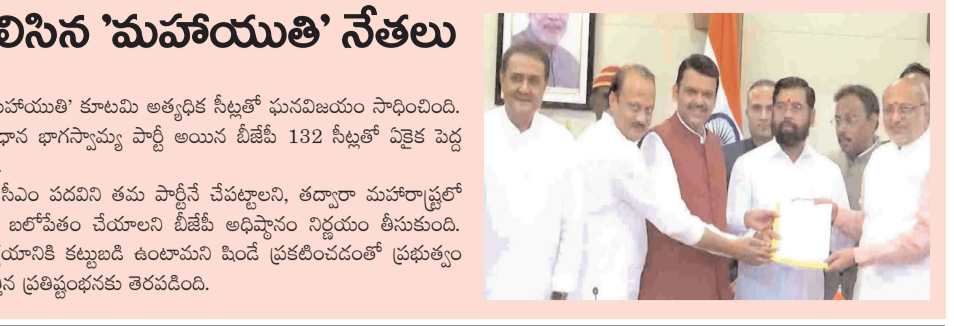 లిసిన 'మహాయుతి' నేతలు
మహాయుతి' కూటమి అత్యధిక సీట్లతో ఘనవిజయం సాధించింది.
ధాన భాగస్వామ్య పార్టీ అయిన బీజేపీ 132 సీట్లతో ఏకైక పెద్ద
సీఎం పదవిని తమ పార్టీనే చేపట్టాలని, తద్వారా మహారాష్ట్రలో
బలోపేతం చేయాలని బీజేపీ అధిష్ఠానం నిర్ణయం తీసుకుంది.
యానికి కట్టుబడి ఉంటామని షిండే ప్రకటించడంతో ప్రభుత్వం
న ప్రతిష్టంభనకు తెరపడింది.